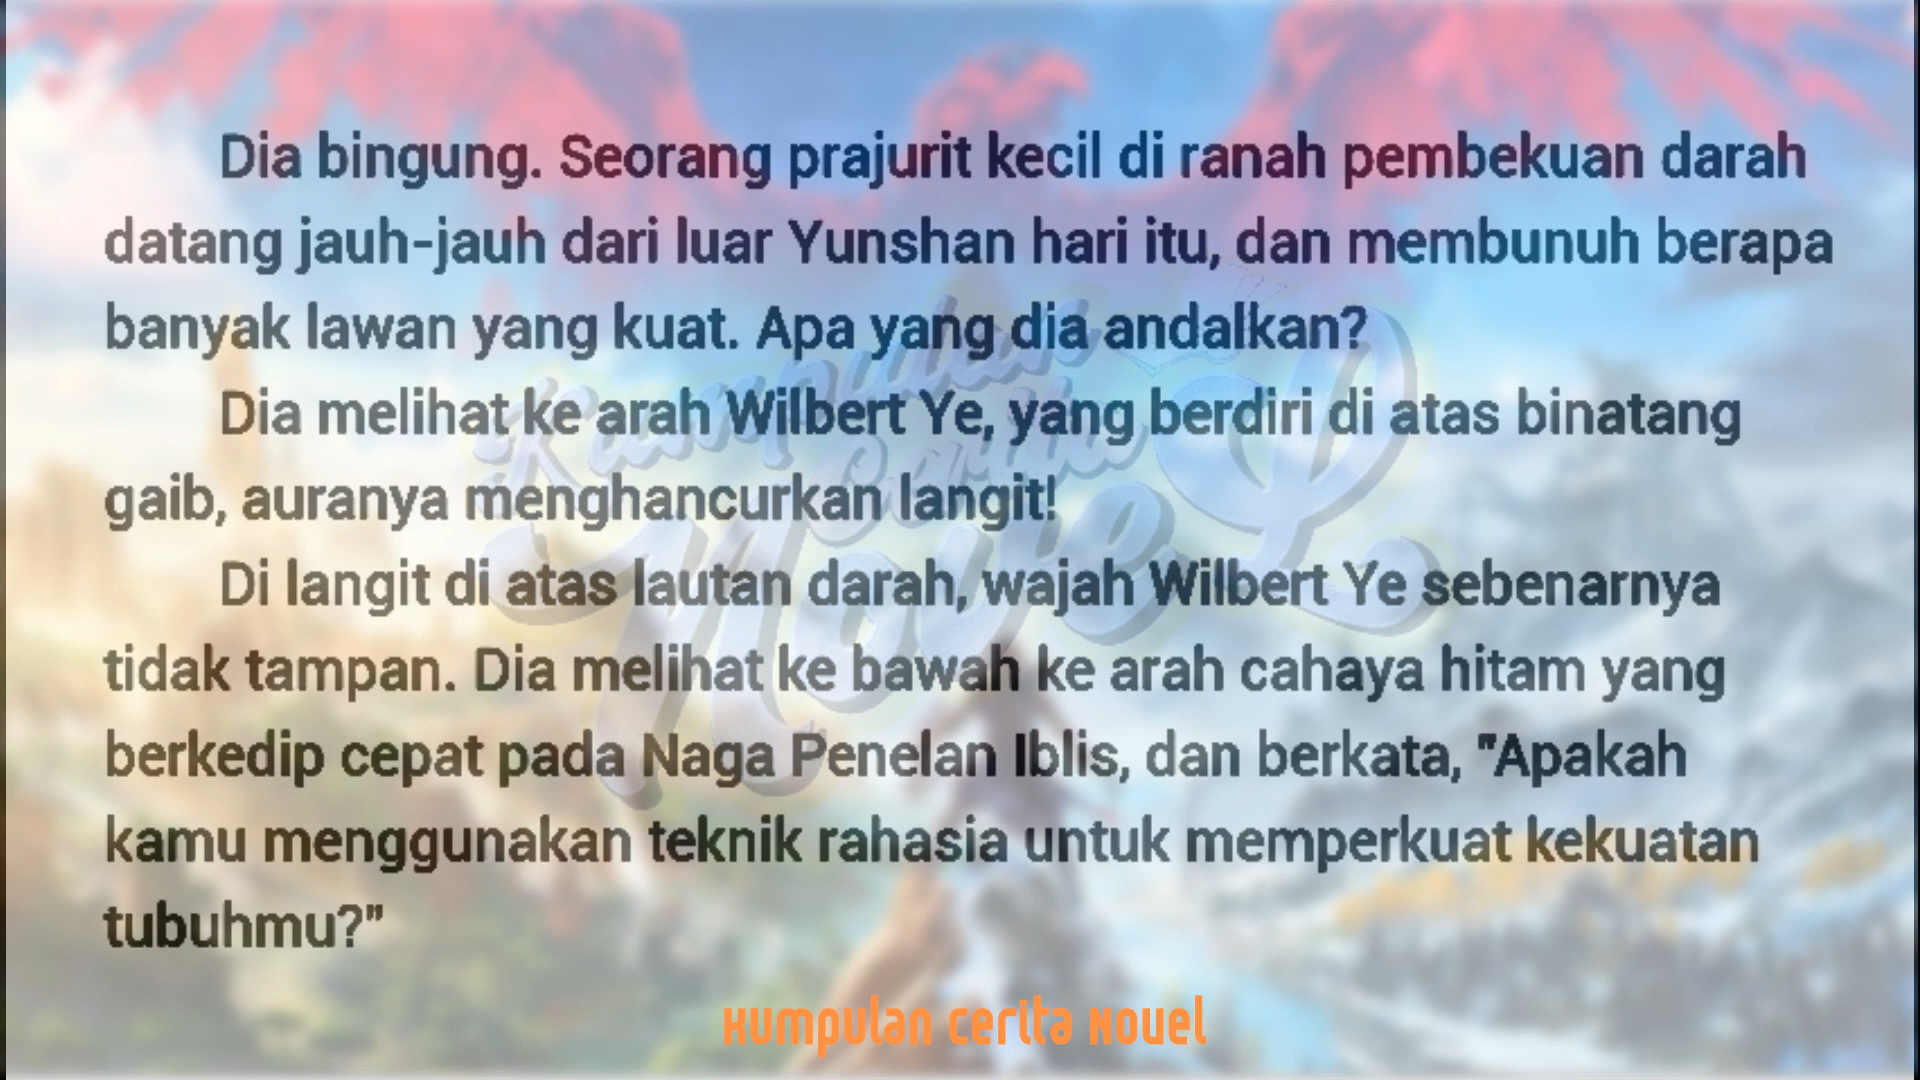 Dia bingung. Seorang prajurit kecil di ranah pembekuan darah
datang jauh-jauh dari luar Yunshan hari itu, dan membunuh berapa
banyak lawan yang kuat. Apa yang dia andalkan?
Dia melihat ke arah Wilbert Ye, yang berdiri di atas binatang
gaib, auranya menghancurkan langit!
Di langit di atas lautan darah, wajah Wilbert Ye sebenarnya
tidak tampan. Dia melihat ke bawah ke arah cahaya hitam yang
berkedip cepat pada Naga Penelan Iblis, dan berkata, "Apakah
kamu menggunakan teknik rahasia untuk memperkuat kekuatan
tubuhmu?"
Kumpulan
Cerita
Novel
Kumpulan Cerita Novel